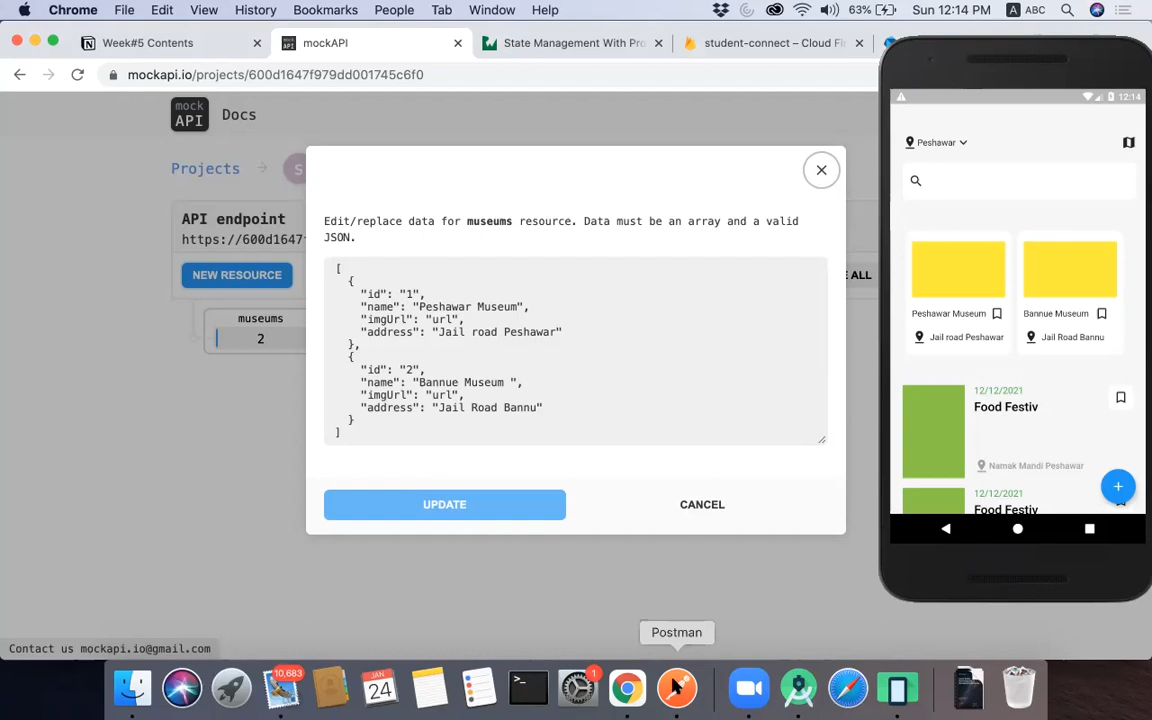 Chrome File Edit View History Bookmarks People Tab Window Help 63% Sun 12:14 PM A ABC
Week#5 Contents mockAPI State Management With Pro student-connect – Cloud Fi
mockapi.io/projects/600d1647f979dd001745c6f0
mock
API
Docs
Projects S
API endpoint
https://600d1647
NEW RESOURCE E ALL
museums
2
Edit/replace data for museums resource. Data must be an array and a valid
JSON.
[
{
"id": "1",
"name": "Peshawar Museum",
"imgUrl": "url",
"address": "Jail road Peshawar"
},
{
"id": "2",
"name": "Bannue Museum ",
"imgUrl": "url",
"address": "Jail Road Bannu"
}
]
UPDATE CANCEL
12:14
Peshawar
Peshawar Museum Bannue Museum
Jail road Peshawar Jail Road Bannu
12/12/2021
Food Festiv
Namak Mandi Peshawar
+
12/12/2021
Food Festiv
Contact us mockapi.io@gmail.com
Postman
10,683
JAN
24
>_
1